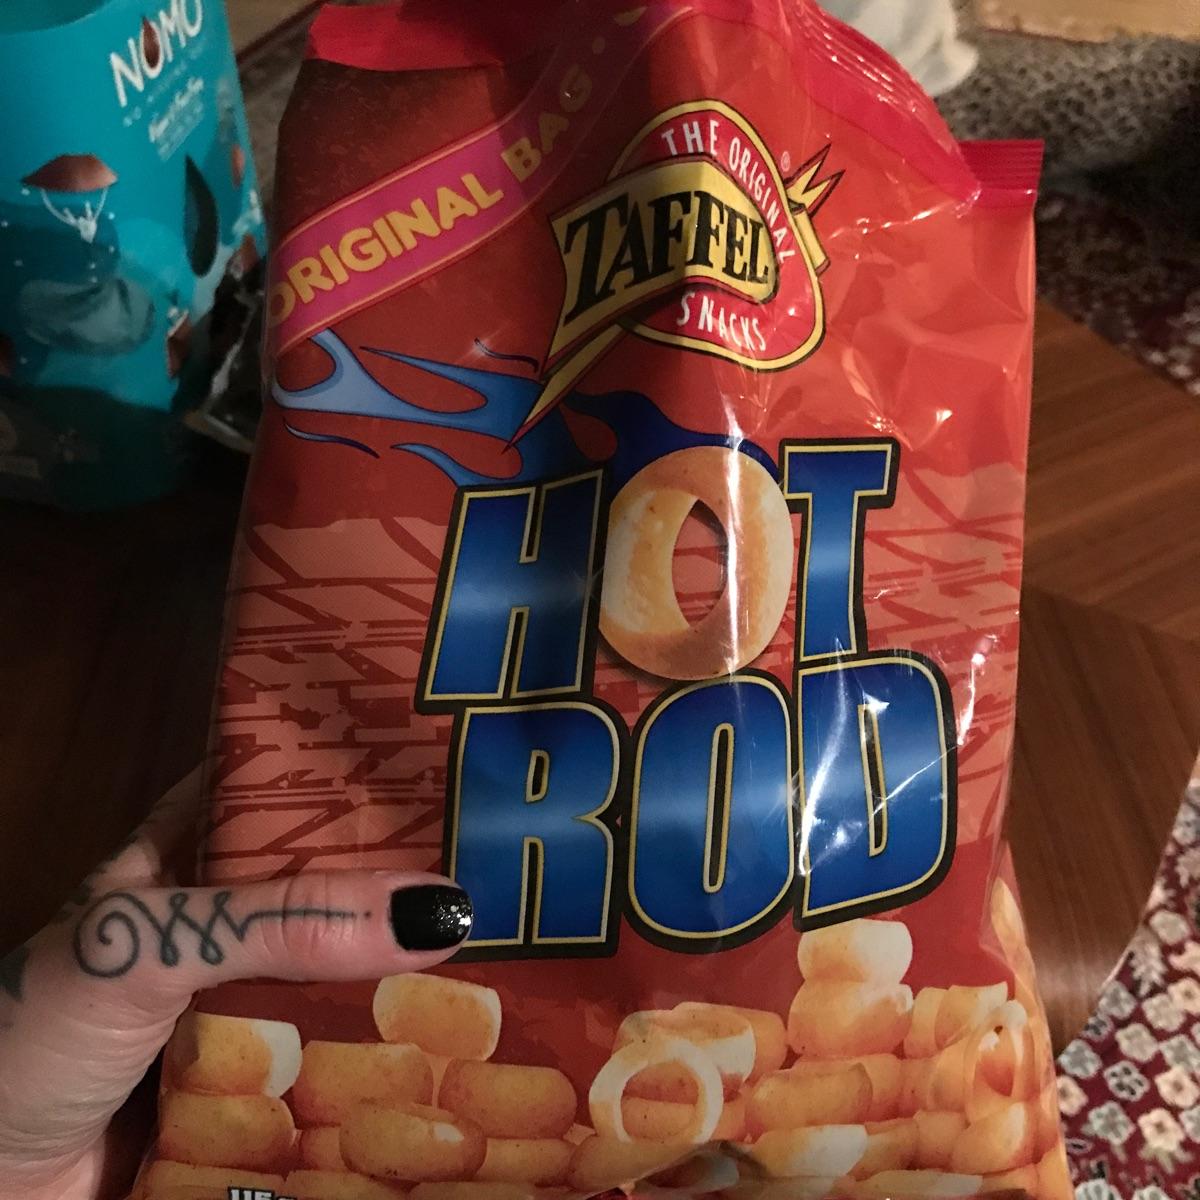 NOMO
ORIGINAL BAG
THE ORIGINAL
TAFFEL
®
SNACKS
HOT
ROD